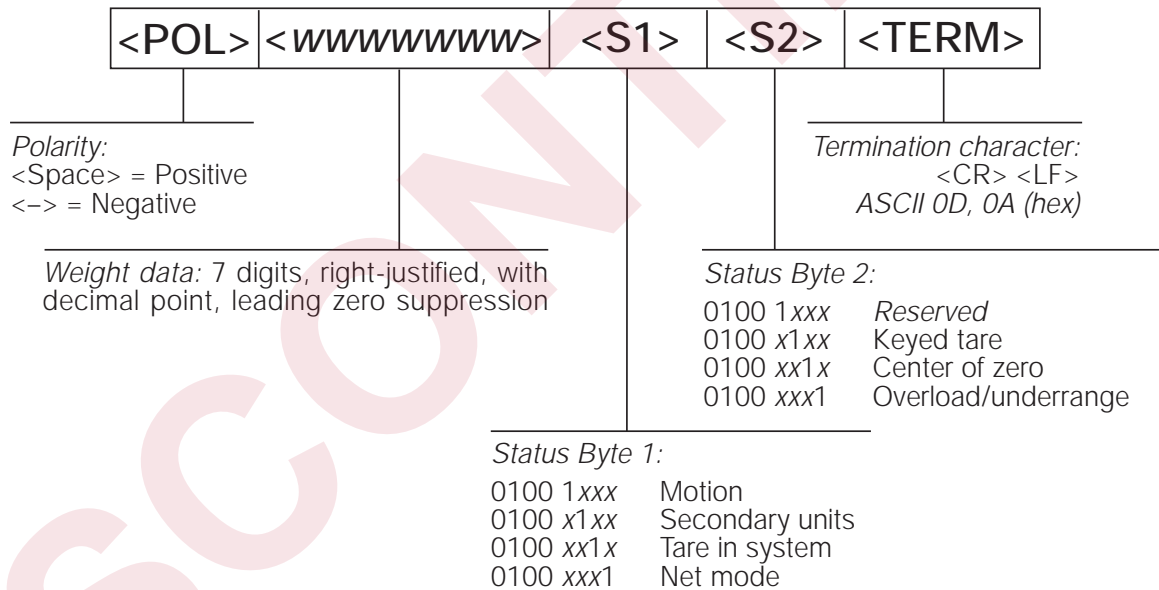 <POL> <wwwwwww> <S1> <S2> <TERM>
Polarity:
<Space> = Positive
<–> = Negative
Termination character:
<CR> <LF>
ASCII 0D, 0A (hex)
Weight data: 7 digits, right-justified, with
decimal point, leading zero suppression
Status Byte 2:
0100 1xxx Reserved
0100 x1xx Keyed tare
0100 xx1x Center of zero
0100 xxx1 Overload/underrange
Status Byte 1:
0100 1xxx Motion
0100 x1xx Secondary units
0100 xx1x Tare in system
0100 xxx1 Net mode
SCONTI